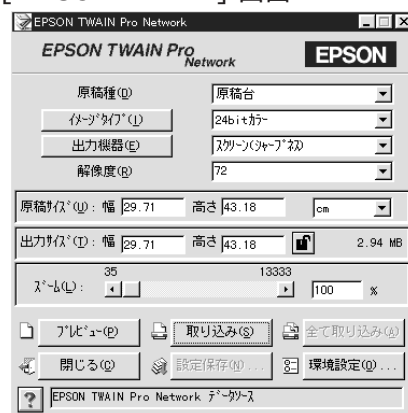 EPSON TWAIN Pro Network
EPSON TWAIN Pro Network EPSON
原稿種(D) 原稿台
ｲﾒｰｼﾞﾀｲﾌﾟ(I) 24bitｶﾗｰ
出力機器(E) ｽｸﾘｰﾝ(ｼｬｰﾌﾟﾈｽ)
解像度(R) 72
原稿ｻｲｽﾞ(U): 幅 29.71 高さ 43.18 cm
出力ｻｲｽﾞ(T): 幅 29.71 高さ 43.18 2.94 MB
35 13333
ｽﾞｰﾑ(L): 100 %
ﾌﾟﾚﾋﾞｭｰ(P) 取り込み(S) 全て取り込み(A)
閉じる(C) 設定保存(N)... 環境設定(O)...
? EPSON TWAIN Pro Network ﾃﾞｰﾀｿｰｽ